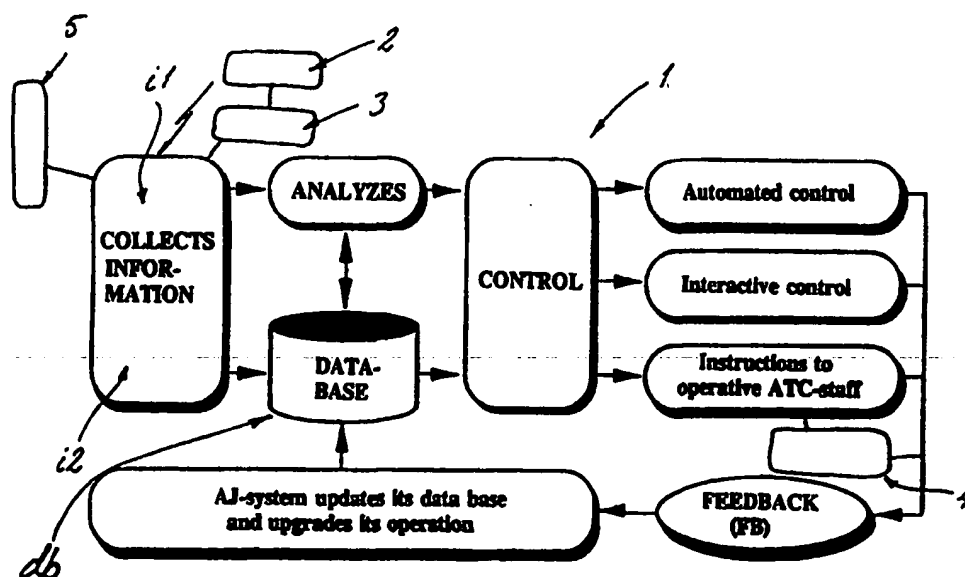 5
i1
2
3
1
COLLECTS
INFOR-
MATION
ANALYZES
DATA-
BASE
CONTROL
Automated control
Interactive control
Instructions to
operative ATC-staff
i2
AJ-system updates its data base
and upgrades its operation
FEEDBACK
(FB)
db